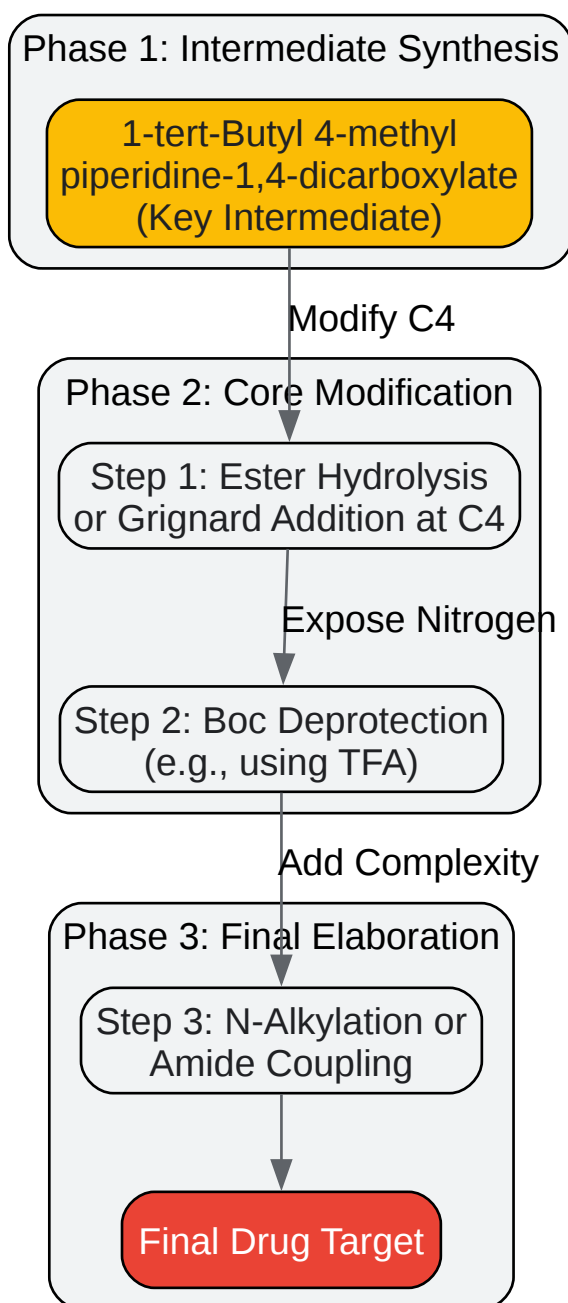 Phase 1: Intermediate Synthesis
1-tert-Butyl 4-methyl
piperidine-1,4-dicarboxylate
(Key Intermediate)
Modify C4
Phase 2: Core Modification
Step 1: Ester Hydrolysis
or Grignard Addition at C4
Expose Nitrogen
Step 2: Boc Deprotection
(e.g., using TFA)
Add Complexity
Phase 3: Final Elaboration
Step 3: N-Alkylation or
Amide Coupling
Final Drug Target